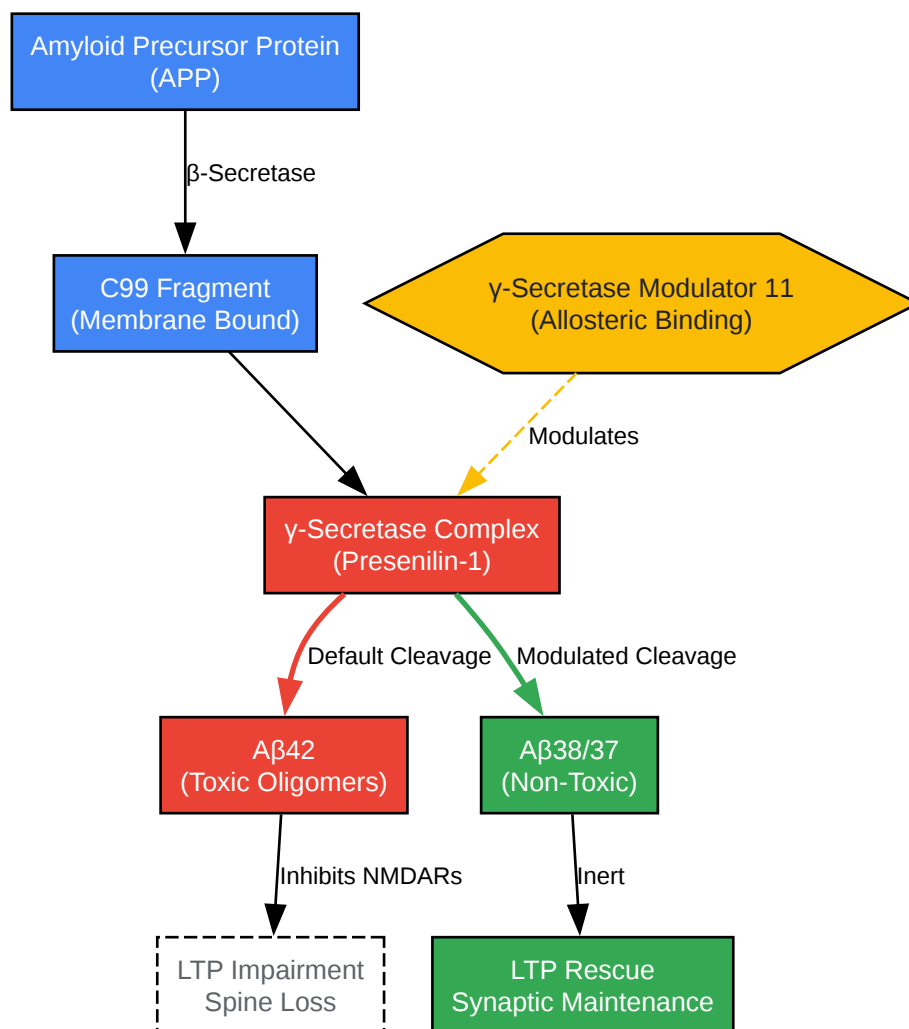 Amyloid Precursor Protein
(APP)
β-Secretase
C99 Fragment
(Membrane Bound)
γ-Secretase Modulator 11
(Allosteric Binding)
Modulates
γ-Secretase Complex
(Presenilin-1)
Default Cleavage
Modulated Cleavage
Aβ42
(Toxic Oligomers)
Aβ38/37
(Non-Toxic)
Inhibits NMDARs
Inert
LTP Impairment
Spine Loss
LTP Rescue
Synaptic Maintenance